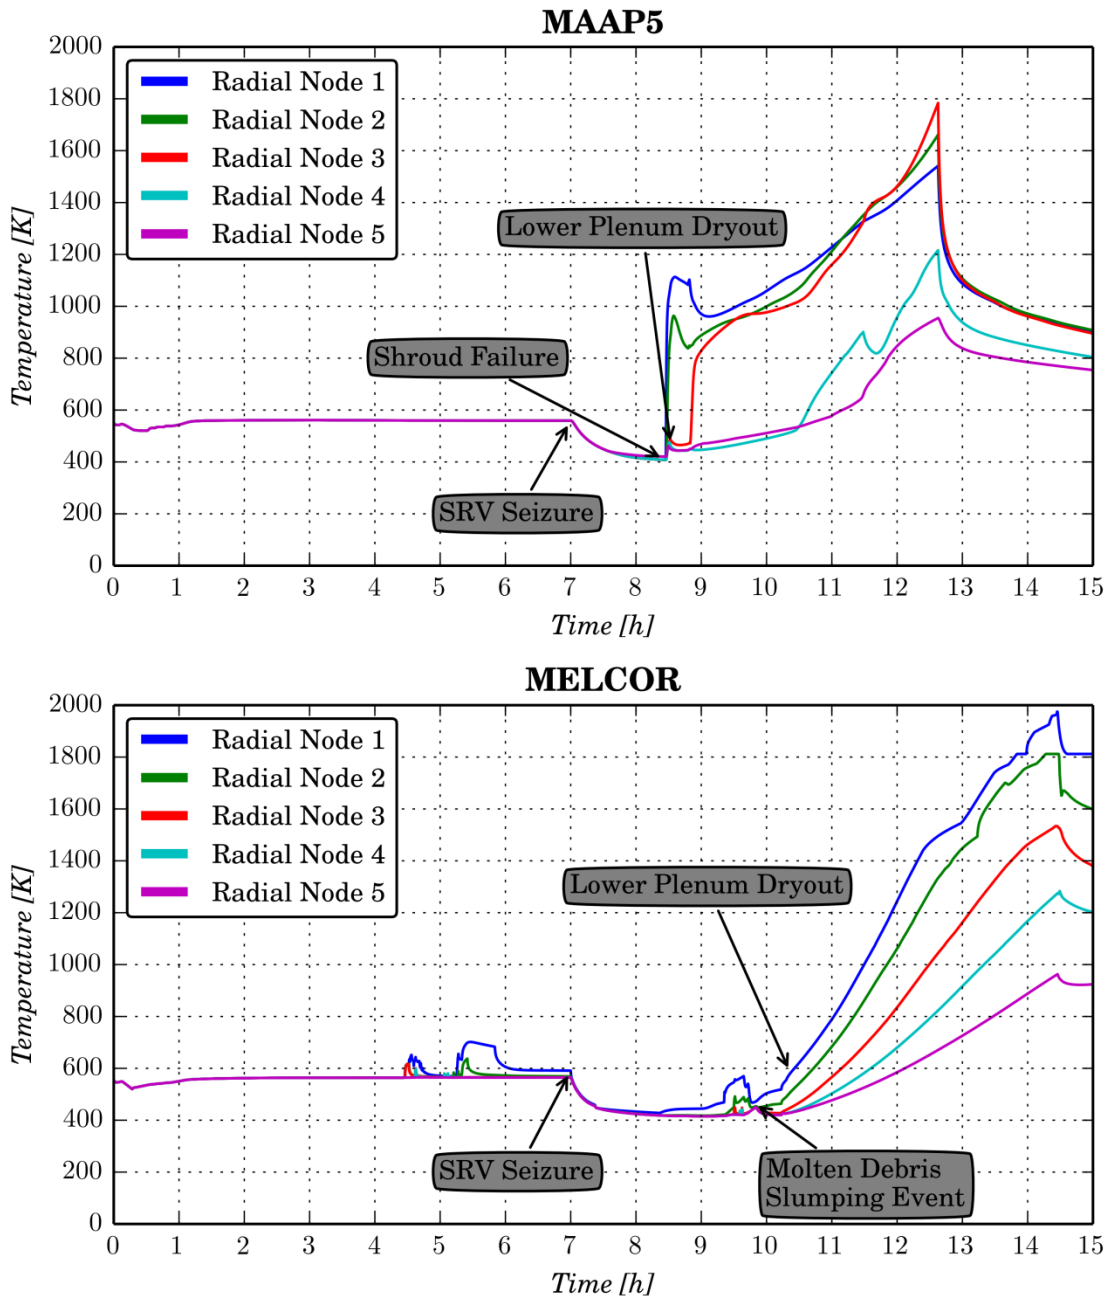 MAAP5
2000
1800
1600
1400
1200
1000
800
600
400
200
0
Temperature [K]
Radial Node 1
Radial Node 2
Radial Node 3
Radial Node 4
Radial Node 5
Lower Plenum Dryout
Shroud Failure
SRV Seizure
0 1 2 3 4 5 6 7 8 9 10 11 12 13 14 15
Time [h]
MELCOR
2000
1800
1600
1400
1200
1000
800
600
400
200
0
Temperature [K]
Radial Node 1
Radial Node 2
Radial Node 3
Radial Node 4
Radial Node 5
Lower Plenum Dryout
SRV Seizure
Molten Debris
Slumping Event
0 1 2 3 4 5 6 7 8 9 10 11 12 13 14 15
Time [h]